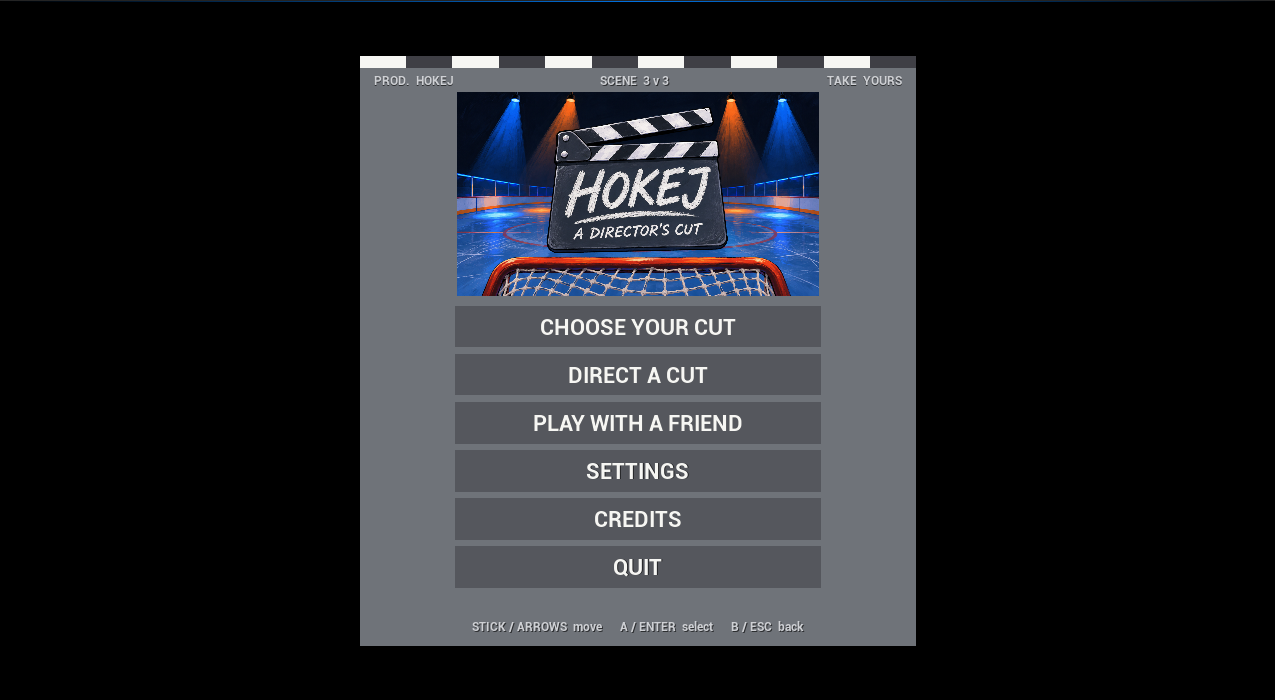 PROD. HOKEJ
SCENE 3 v 3
TAKE YOURS
HOKEJ
A DIRECTOR'S CUT
CHOOSE YOUR CUT
DIRECT A CUT
PLAY WITH A FRIEND
SETTINGS
CREDITS
QUIT
STICK / ARROWS move A / ENTER select B / ESC back